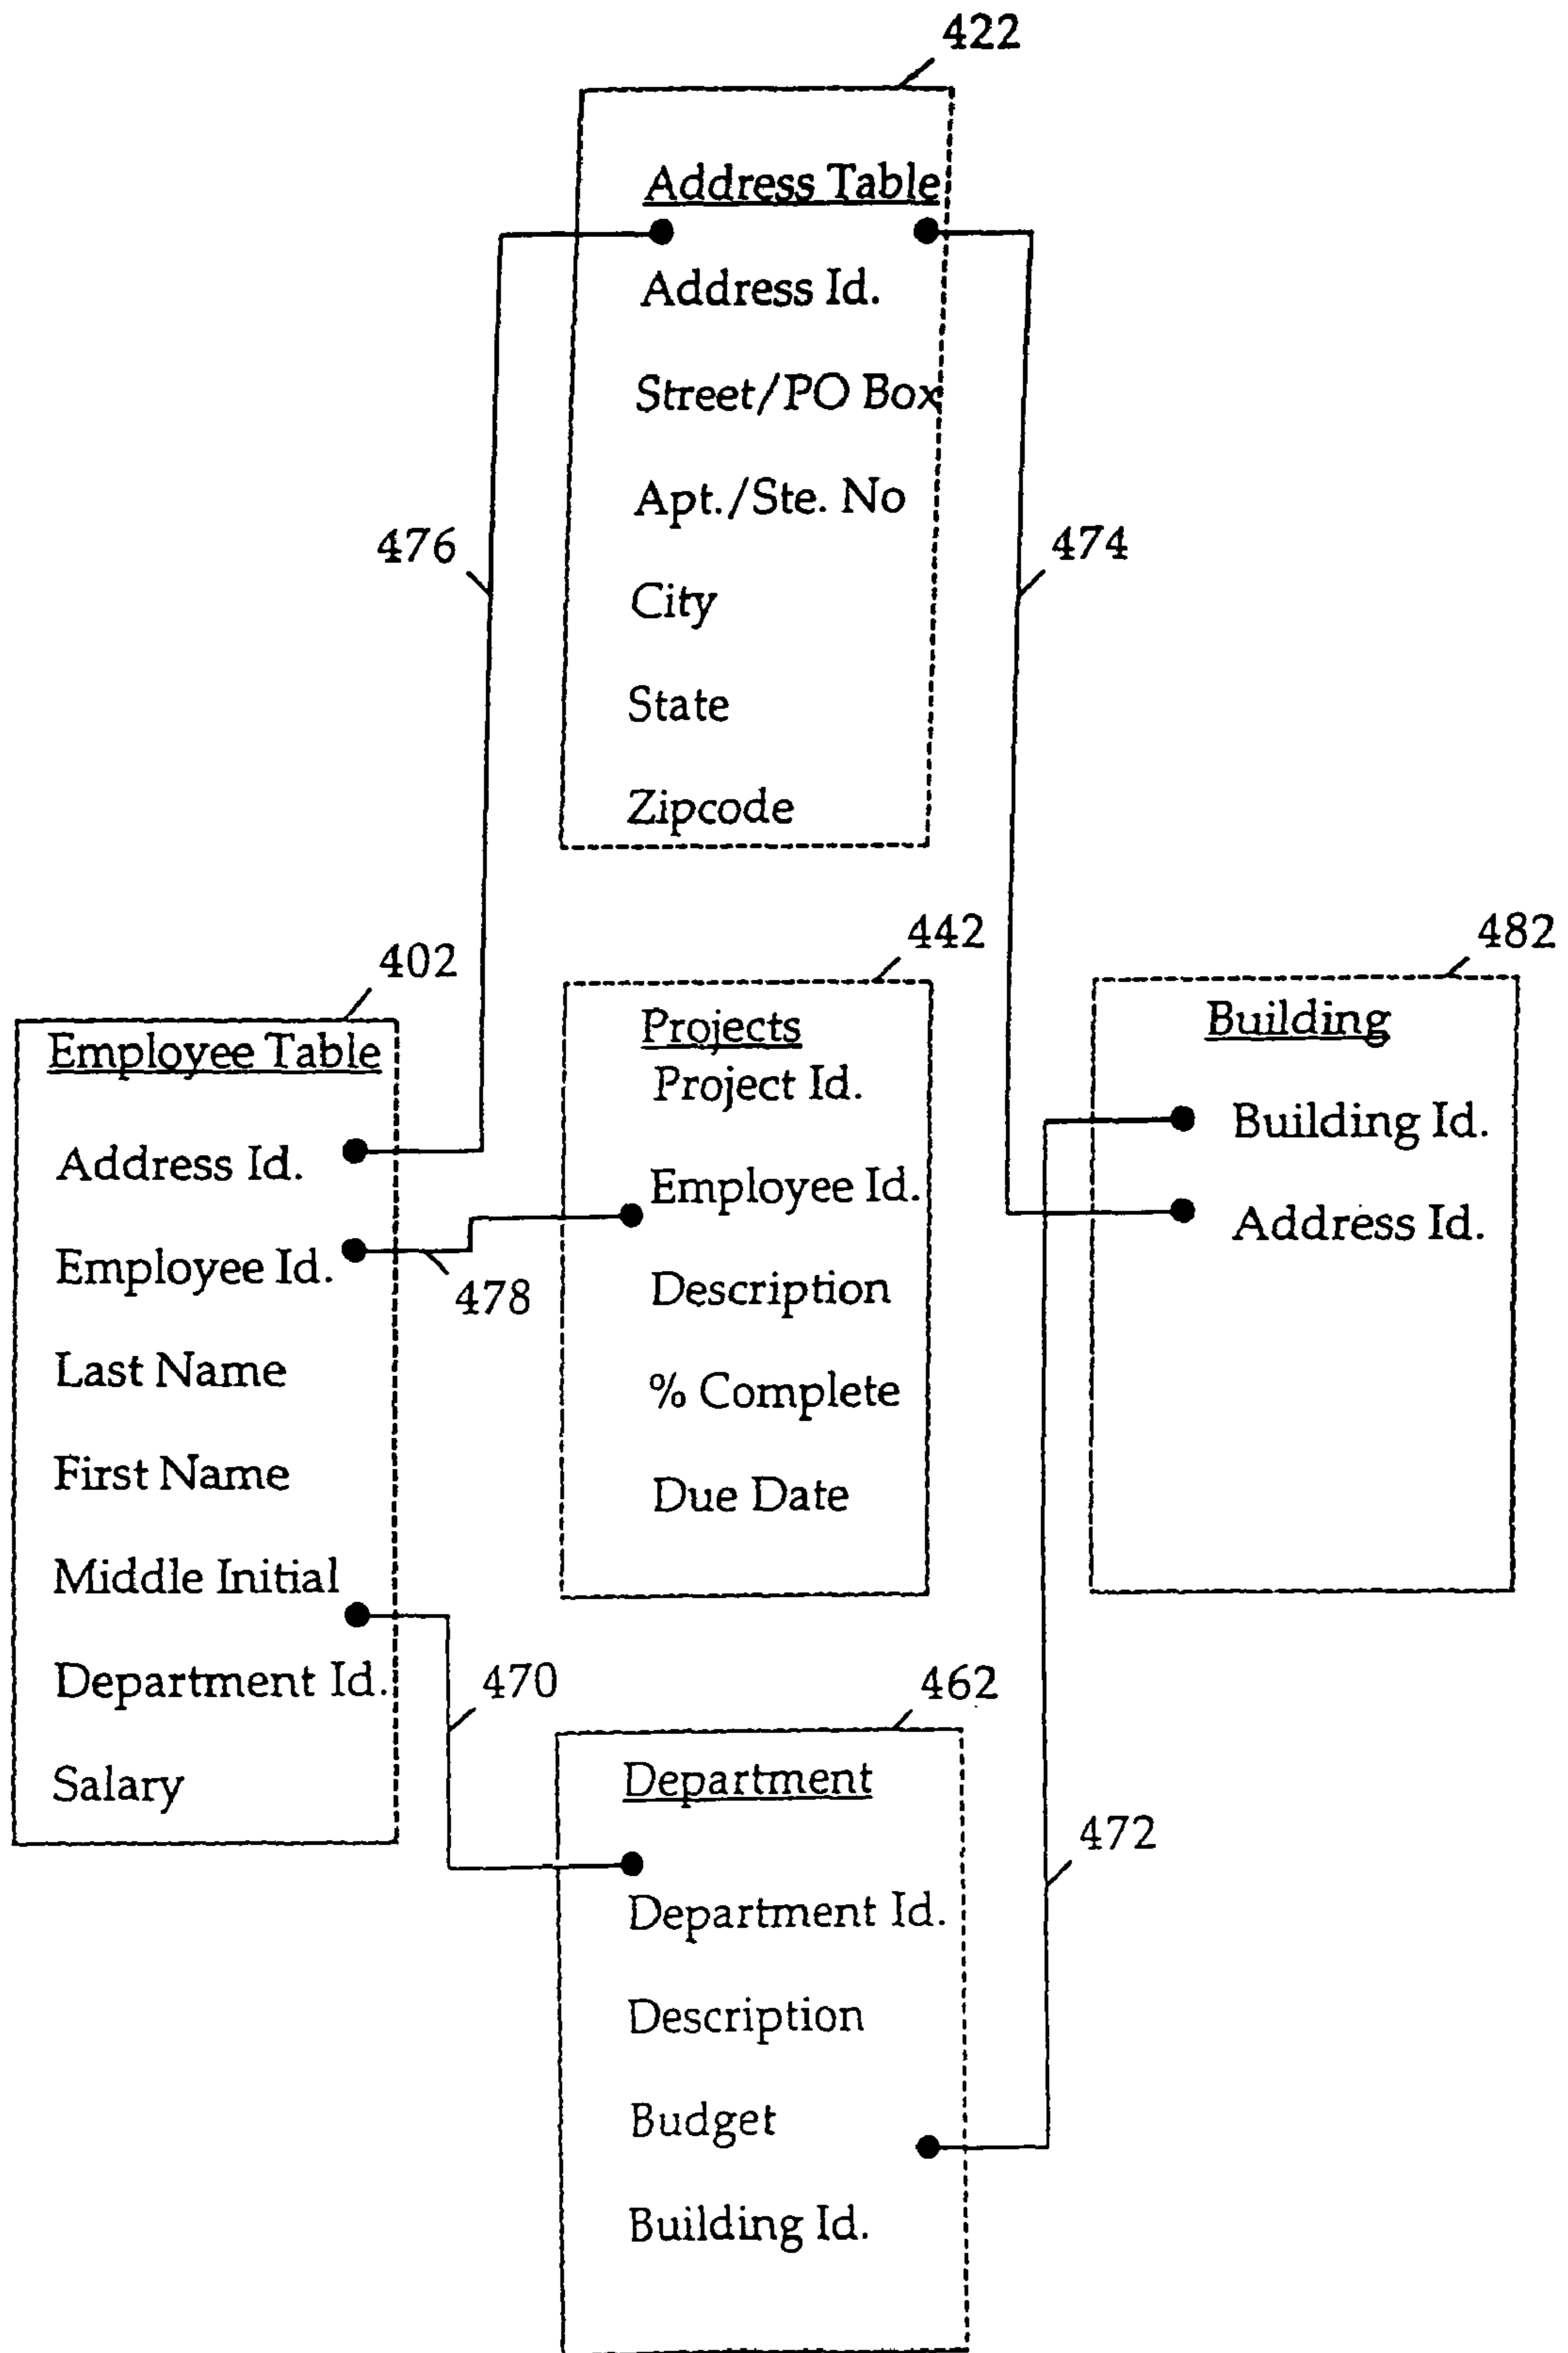 422
Address Table
Address Id.
Street/PO Box
Apt./Ste. No
City
State
Zipcode
476
474
402
Employee Table
Address Id.
Employee Id.
Last Name
First Name
Middle Initial
Department Id.
Salary
478
442
Projects
Project Id.
Employee Id.
Description
% Complete
Due Date
482
Building
Building Id.
Address Id.
470
462
Department
Department Id.
Description
Budget
Building Id.
472